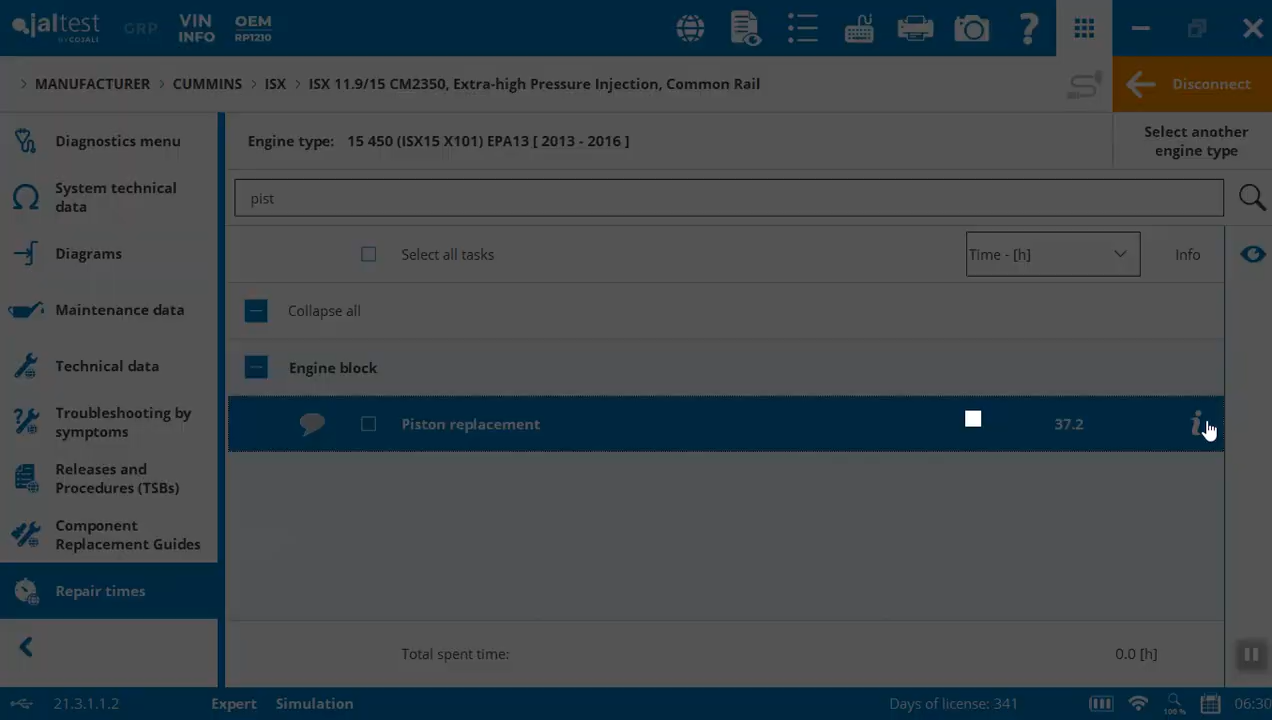 jaltest
BY COJALI
GRP
VIN
INFO
OEM
RP1210
?
> MANUFACTURER > CUMMINS > ISX > ISX 11.9/15 CM2350, Extra-high Pressure Injection, Common Rail
Disconnect
Diagnostics menu
System technical
data
Diagrams
Maintenance data
Technical data
Troubleshooting by
symptoms
Releases and
Procedures (TSBs)
Component
Replacement Guides
Repair times
Engine type: 15 450 (ISX15 X101) EPA13 [ 2013 - 2016 ]
Select another
engine type
pist
Select all tasks
Time - [h]
Info
Collapse all
Engine block
Piston replacement
37.2
i
Total spent time:
0.0 [h]
21.3.1.1.2
Expert
Simulation
Days of license: 341
100 %
06:30